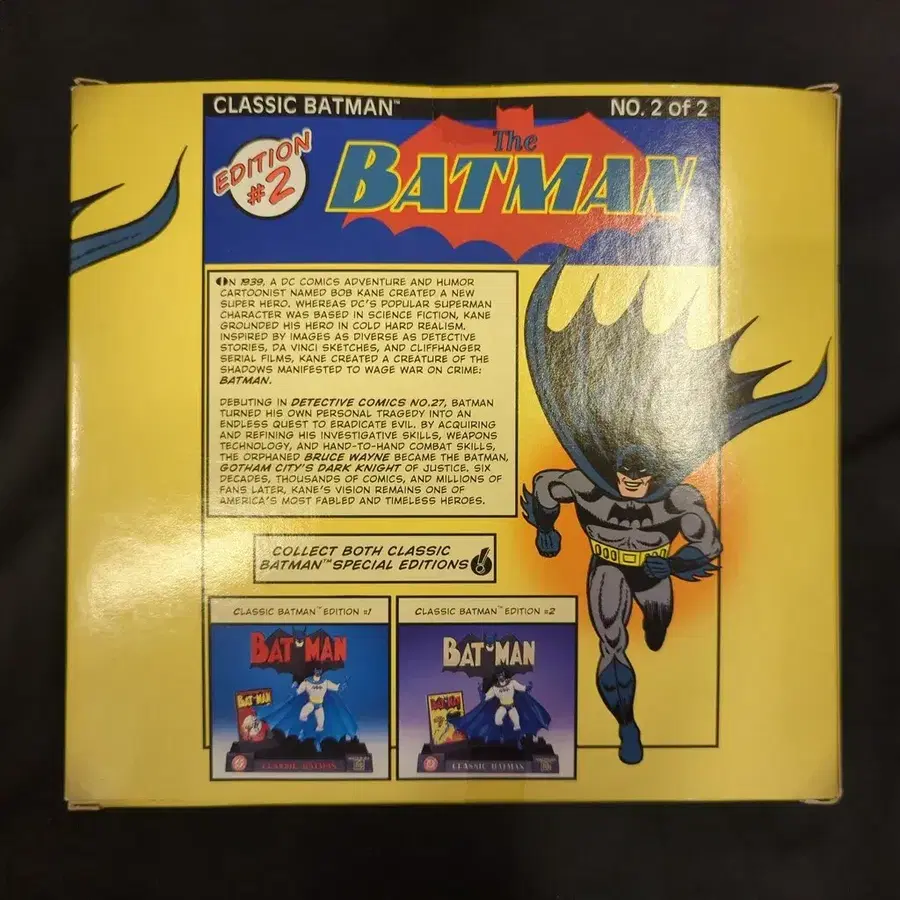 CLASSIC BATMAN™
NO. 2 of 2
EDITION
#2
The
BATMAN
IN 1939, A DC COMICS ADVENTURE AND HUMOR
CARTOONIST NAMED BOB KANE CREATED A NEW
SUPER HERO. WHEREAS DC'S POPULAR SUPERMAN
CHARACTER WAS BASED IN SCIENCE FICTION, KANE
GROUNDED HIS HERO IN COLD HARD REALISM.
INSPIRED BY IMAGES AS DIVERSE AS DETECTIVE
STORIES, DA VINCI SKETCHES, AND CLIFFHANGER
SERIAL FILMS, KANE CREATED A CREATURE OF THE
SHADOWS MANIFESTED TO WAGE WAR ON CRIME:
BATMAN.
DEBUTING IN DETECTIVE COMICS NO.27, BATMAN
TURNED HIS OWN PERSONAL TRAGEDY INTO AN
ENDLESS QUEST TO ERADICATE EVIL. BY ACQUIRING
AND REFINING HIS INVESTIGATIVE SKILLS, WEAPONS
TECHNOLOGY, AND HAND-TO-HAND COMBAT SKILLS,
THE ORPHANED BRUCE WAYNE BECAME THE BATMAN,
GOTHAM CITY'S DARK KNIGHT OF JUSTICE. SIX
DECADES, THOUSANDS OF COMICS, AND MILLIONS OF
FANS LATER, KANE'S VISION REMAINS ONE OF
AMERICA'S MOST FABLED AND TIMELESS HEROES.
COLLECT BOTH CLASSIC
BATMAN™ SPECIAL EDITIONS!
CLASSIC BATMAN™ EDITION #1
CLASSIC BATMAN™ EDITION #2
BATMAN
BATMAN
BATMAN
BATMAN
CLASSIC BATMAN
CLASSIC BATMAN